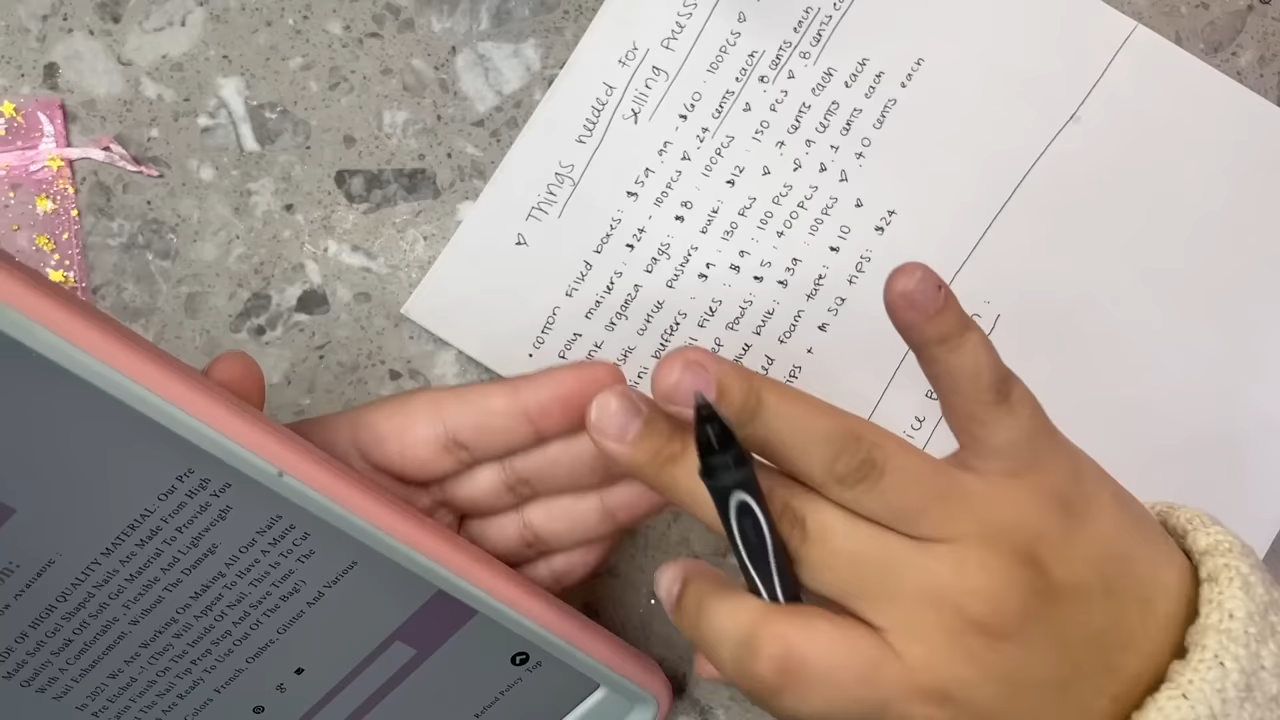 ♡ Things needed for
selling Press
• cotton filled boxes: $59.99 - $60 : 100PCS ♡
Poly mailers: $24 - 100PCS ♡ .24 cents each
organza bags: $8 : 100PCS ♡ .8 cents each
cuticle pushers bulk: $12 : 150 PCS ♡ .8 cents
buffers : $9 : 130 PCS ♡ .7 cents each
Files : $9 : 100 PCS ♡ .9 cents each
ep Pads: $5 : 400PCS ♡ .1 cents each
bulk: $39 : 100PCS ♡ .40 cents each
Foam tape: $10 ♡
+ M SQ tips: $24
DE OF HIGH QUALITY MATERIAL: Our Pre
Made Soft Gel Shaped Nails Are Made From High
Quality Soak Off Soft Gel Material To Provide You
With A Comfortable, Flexible And Lightweight
Nail Enhancement, Without The Damage.
In 2021 We Are Working On Making All Our Nails
Pre Etched - (They Will Appear To Have A Matte
Satin Finish On The Inside Of Nail, This Is To Cut
The Nail Tip Prep Step And Save Time. The
Are Ready To Use Out Of The Bag!)
Colors French, Ombre, Glitter And Various
Refund Policy
Top